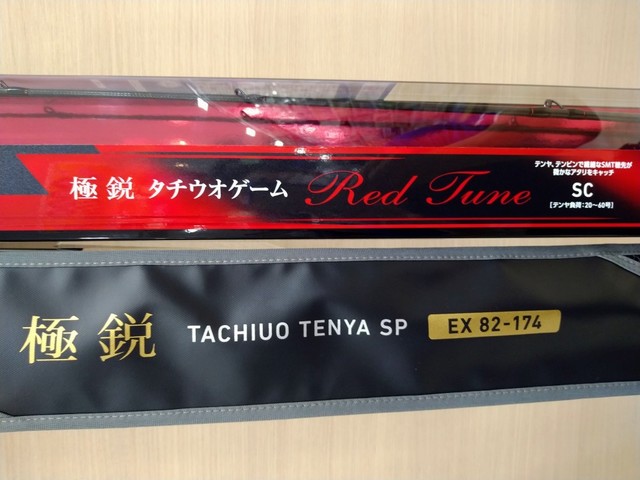 極鋭 タチウオゲーム Red Tune
テンヤ、テンビンで繊細なSMT穂先が
微かなアタリもキャッチ
SC
[テンヤ負荷:20〜60号]
極鋭 TACHIUO TENYA SP EX 82-174